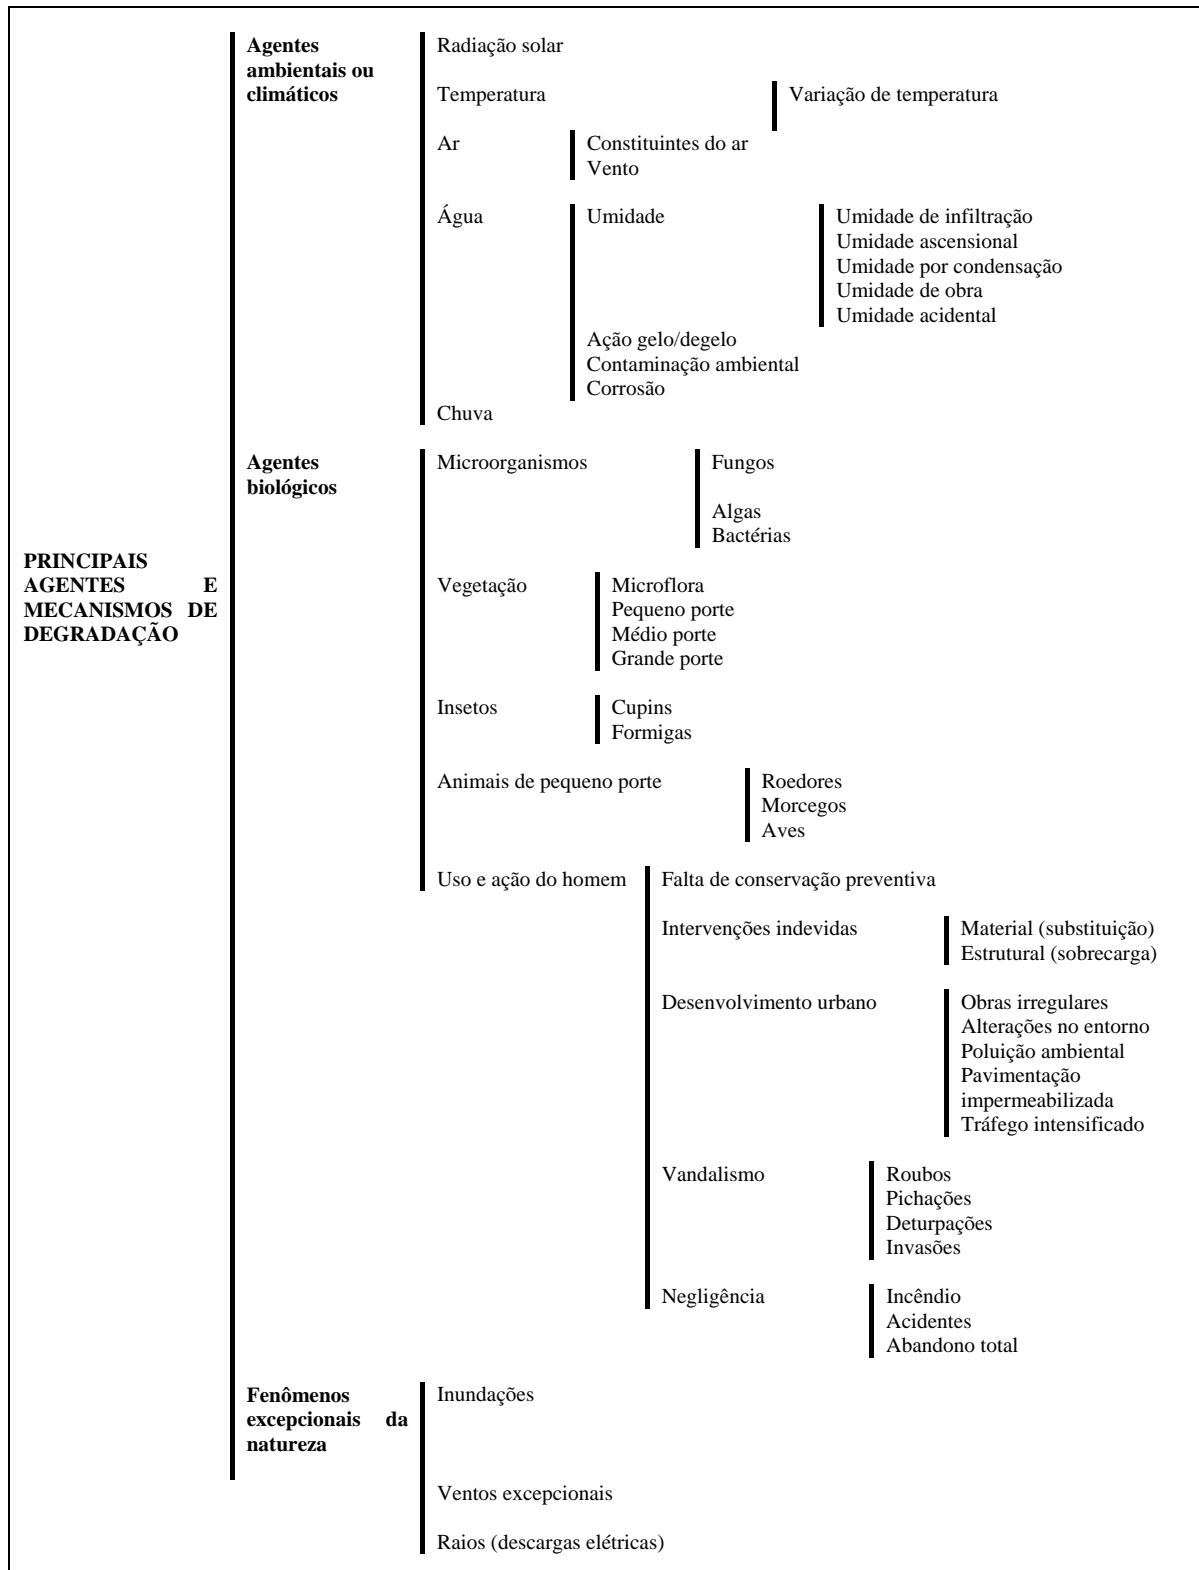 Agentes
ambientais ou
climáticos
Radiação solar
Temperatura
Variação de temperatura
Ar
Constituintes do ar
Vento
Água
Umidade
Umidade de infiltração
Umidade ascensional
Umidade por condensação
Umidade de obra
Umidade acidental
Ação gelo/degelo
Contaminação ambiental
Corrosão
Chuva
Agentes
biológicos
Microorganismos
Fungos
Algas
Bactérias
PRINCIPAIS
AGENTES E
MECANISMOS DE
DEGRADAÇÃO
Vegetação
Microflora
Pequeno porte
Médio porte
Grande porte
Insetos
Cupins
Formigas
Animais de pequeno porte
Roedores
Morcegos
Aves
Uso e ação do homem
Falta de conservação preventiva
Intervenções indevidas
Material (substituição)
Estrutural (sobrecarga)
Desenvolvimento urbano
Obras irregulares
Alterações no entorno
Poluição ambiental
Pavimentação
impermeabilizada
Tráfego intensificado
Vandalismo
Roubos
Pichações
Deturpações
Invasões
Negligência
Incêndio
Acidentes
Abandono total
Fenômenos
excepcionais da
natureza
Inundações
Ventos excepcionais
Raios (descargas elétricas)